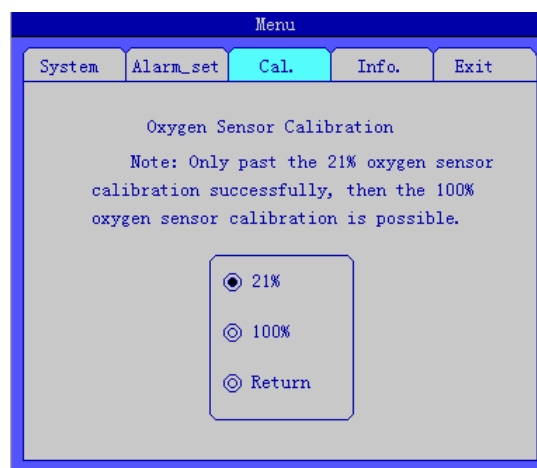 Menu
System Alarm_set Cal. Info. Exit
Oxygen Sensor Calibration
Note: Only past the 21% oxygen sensor
calibration successfully, then the 100%
oxygen sensor calibration is possible.
21%
100%
Return